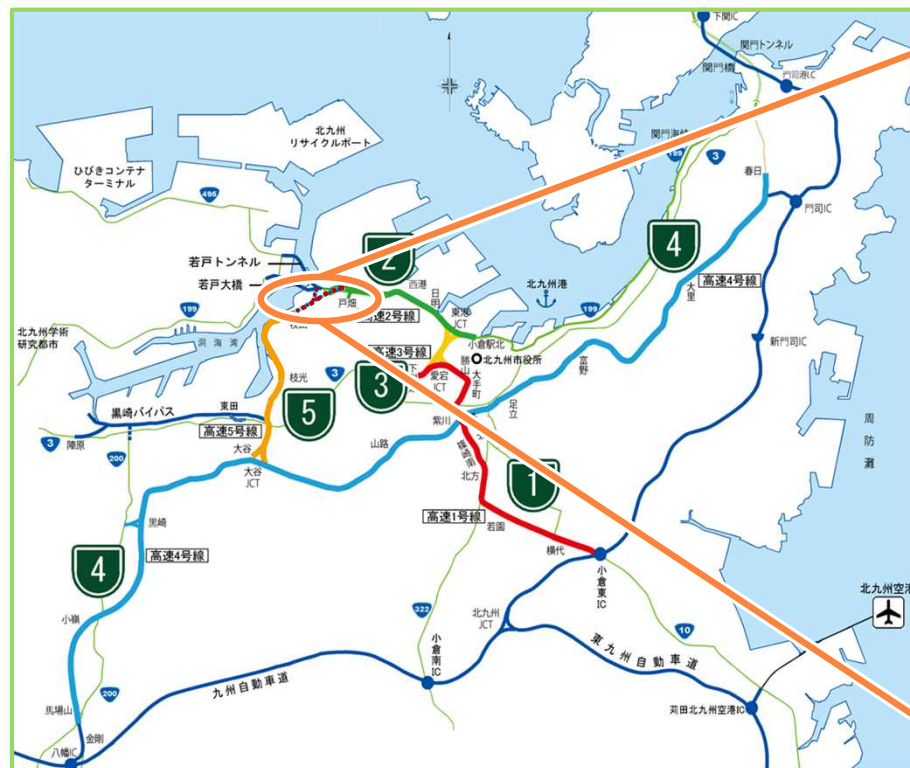 下関IC
関門トンネル
関門橋
門司港IC
北九州
リサイクルポート
ひびきコンテナ
ターミナル
関門海
199
3
495
春日
門司IC
若戸トンネル
2
4
若戸大橋
西港
戸畑
日明
北九州港
大里
高速4号線
199
高速2号線
東港
JCT
199
北九州学術
研究都市
洞海湾
小倉駅北
北九州市役所
新門司IC
高速3号線
勝山
大手町
富野
愛宕
JCT
下
3
枝光
3
5
足立
周防灘
黒崎バイパス
東田
高速5号線
紫川
3
陣原
200
大谷
山路
大谷
JCT
北方
1
黒崎
高速1号線
若園
横代
高速4号線
4
小倉東IC
北九州空港
小嶺
322
北九州
JCT
10
小倉南IC
東九州自動車道
200
九州自動車道
馬場山
苅田北九州空港IC
金剛
八幡IC